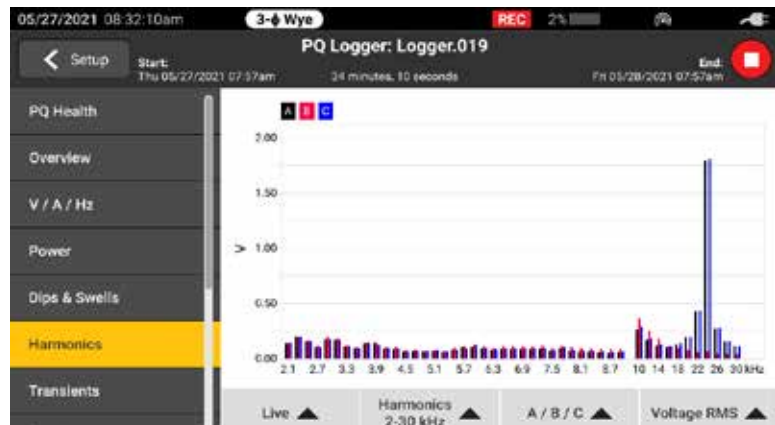 05/27/2021 08:32:10am 3-ϕ Wye REC 2%
Setup
PQ Logger: Logger.019
Start:
Thu 05/27/2021 07:57am
34 minutes, 10 seconds
End:
Fri 05/28/2021 07:57am
PQ Health
Overview
V / A / Hz
Power
Dips & Swells
Harmonics
Transients
A B C
2.00
1.50
1.00
0.50
0.00
V
2.1 2.7 3.3 3.9 4.5 5.1 5.7 6.3 6.9 7.5 8.1 8.7 10 14 18 22 26 30 kHz
Live
Harmonics
2-30 kHz
A / B / C
Voltage RMS